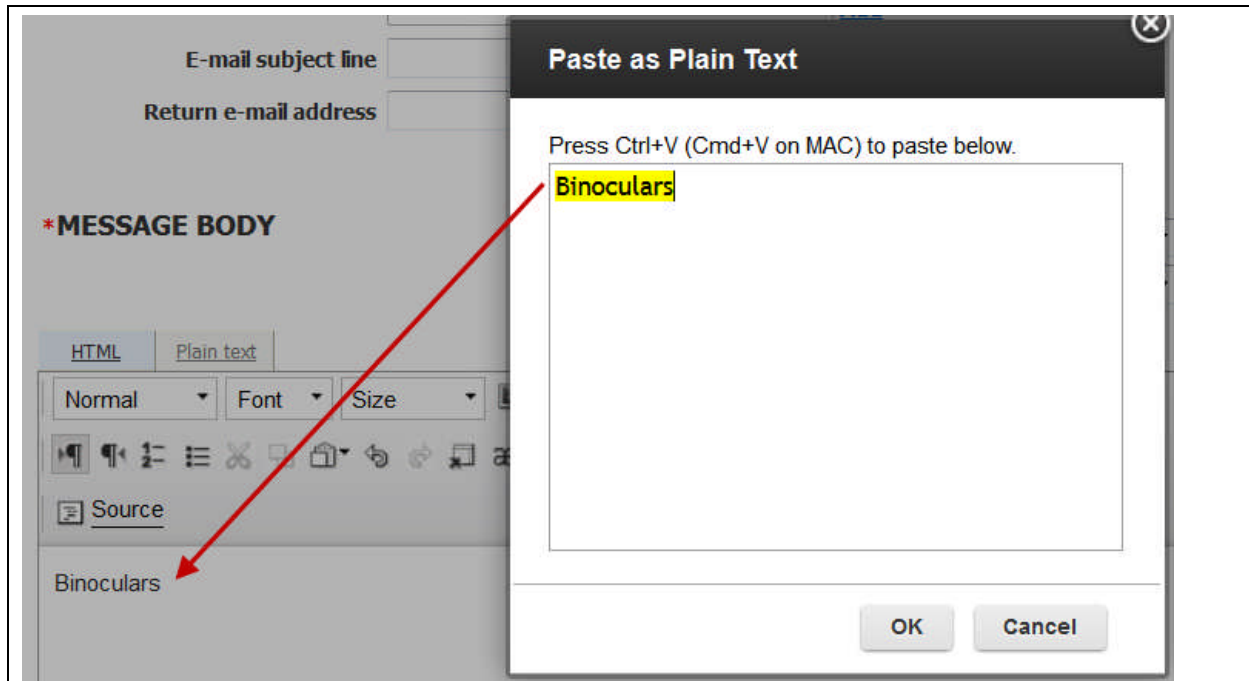 E-mail subject line
Return e-mail address
*MESSAGE BODY
HTML Plain text
Normal Font Size
Source
Binoculars
Paste as Plain Text
Press Ctrl+V (Cmd+V on MAC) to paste below.
Binoculars
OK Cancel